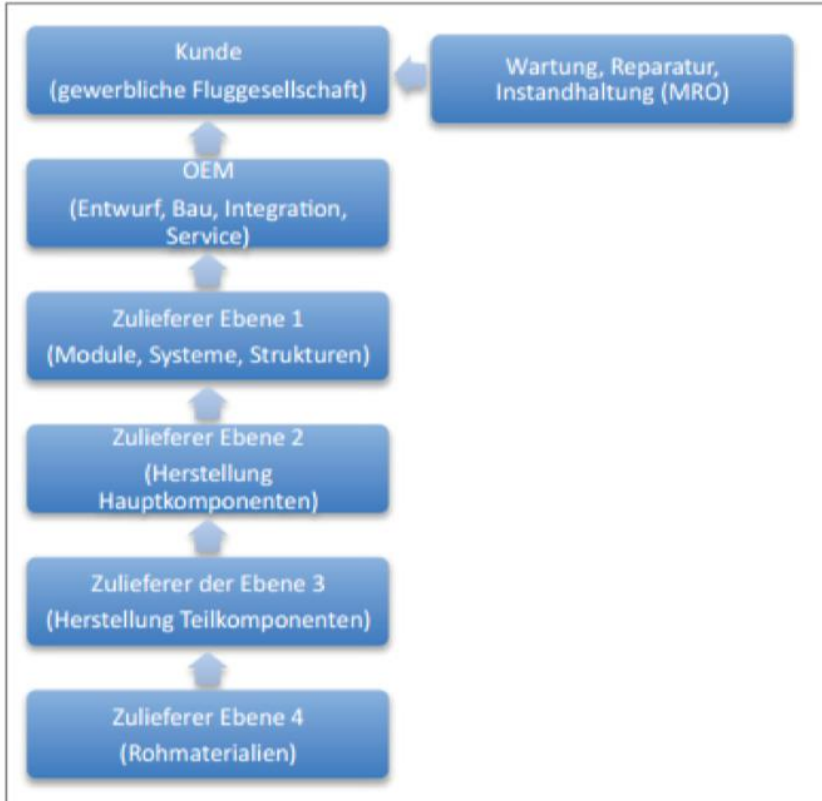 Kunde
(gewerbliche Fluggesellschaft)
Wartung, Reparatur,
Instandhaltung (MRO)
OEM
(Entwurf, Bau, Integration,
Service)
Zulieferer Ebene 1
(Module, Systeme, Strukturen)
Zulieferer Ebene 2
(Herstellung
Hauptkomponenten)
Zulieferer der Ebene 3
(Herstellung Teilkomponenten)
Zulieferer Ebene 4
(Rohmaterialien)